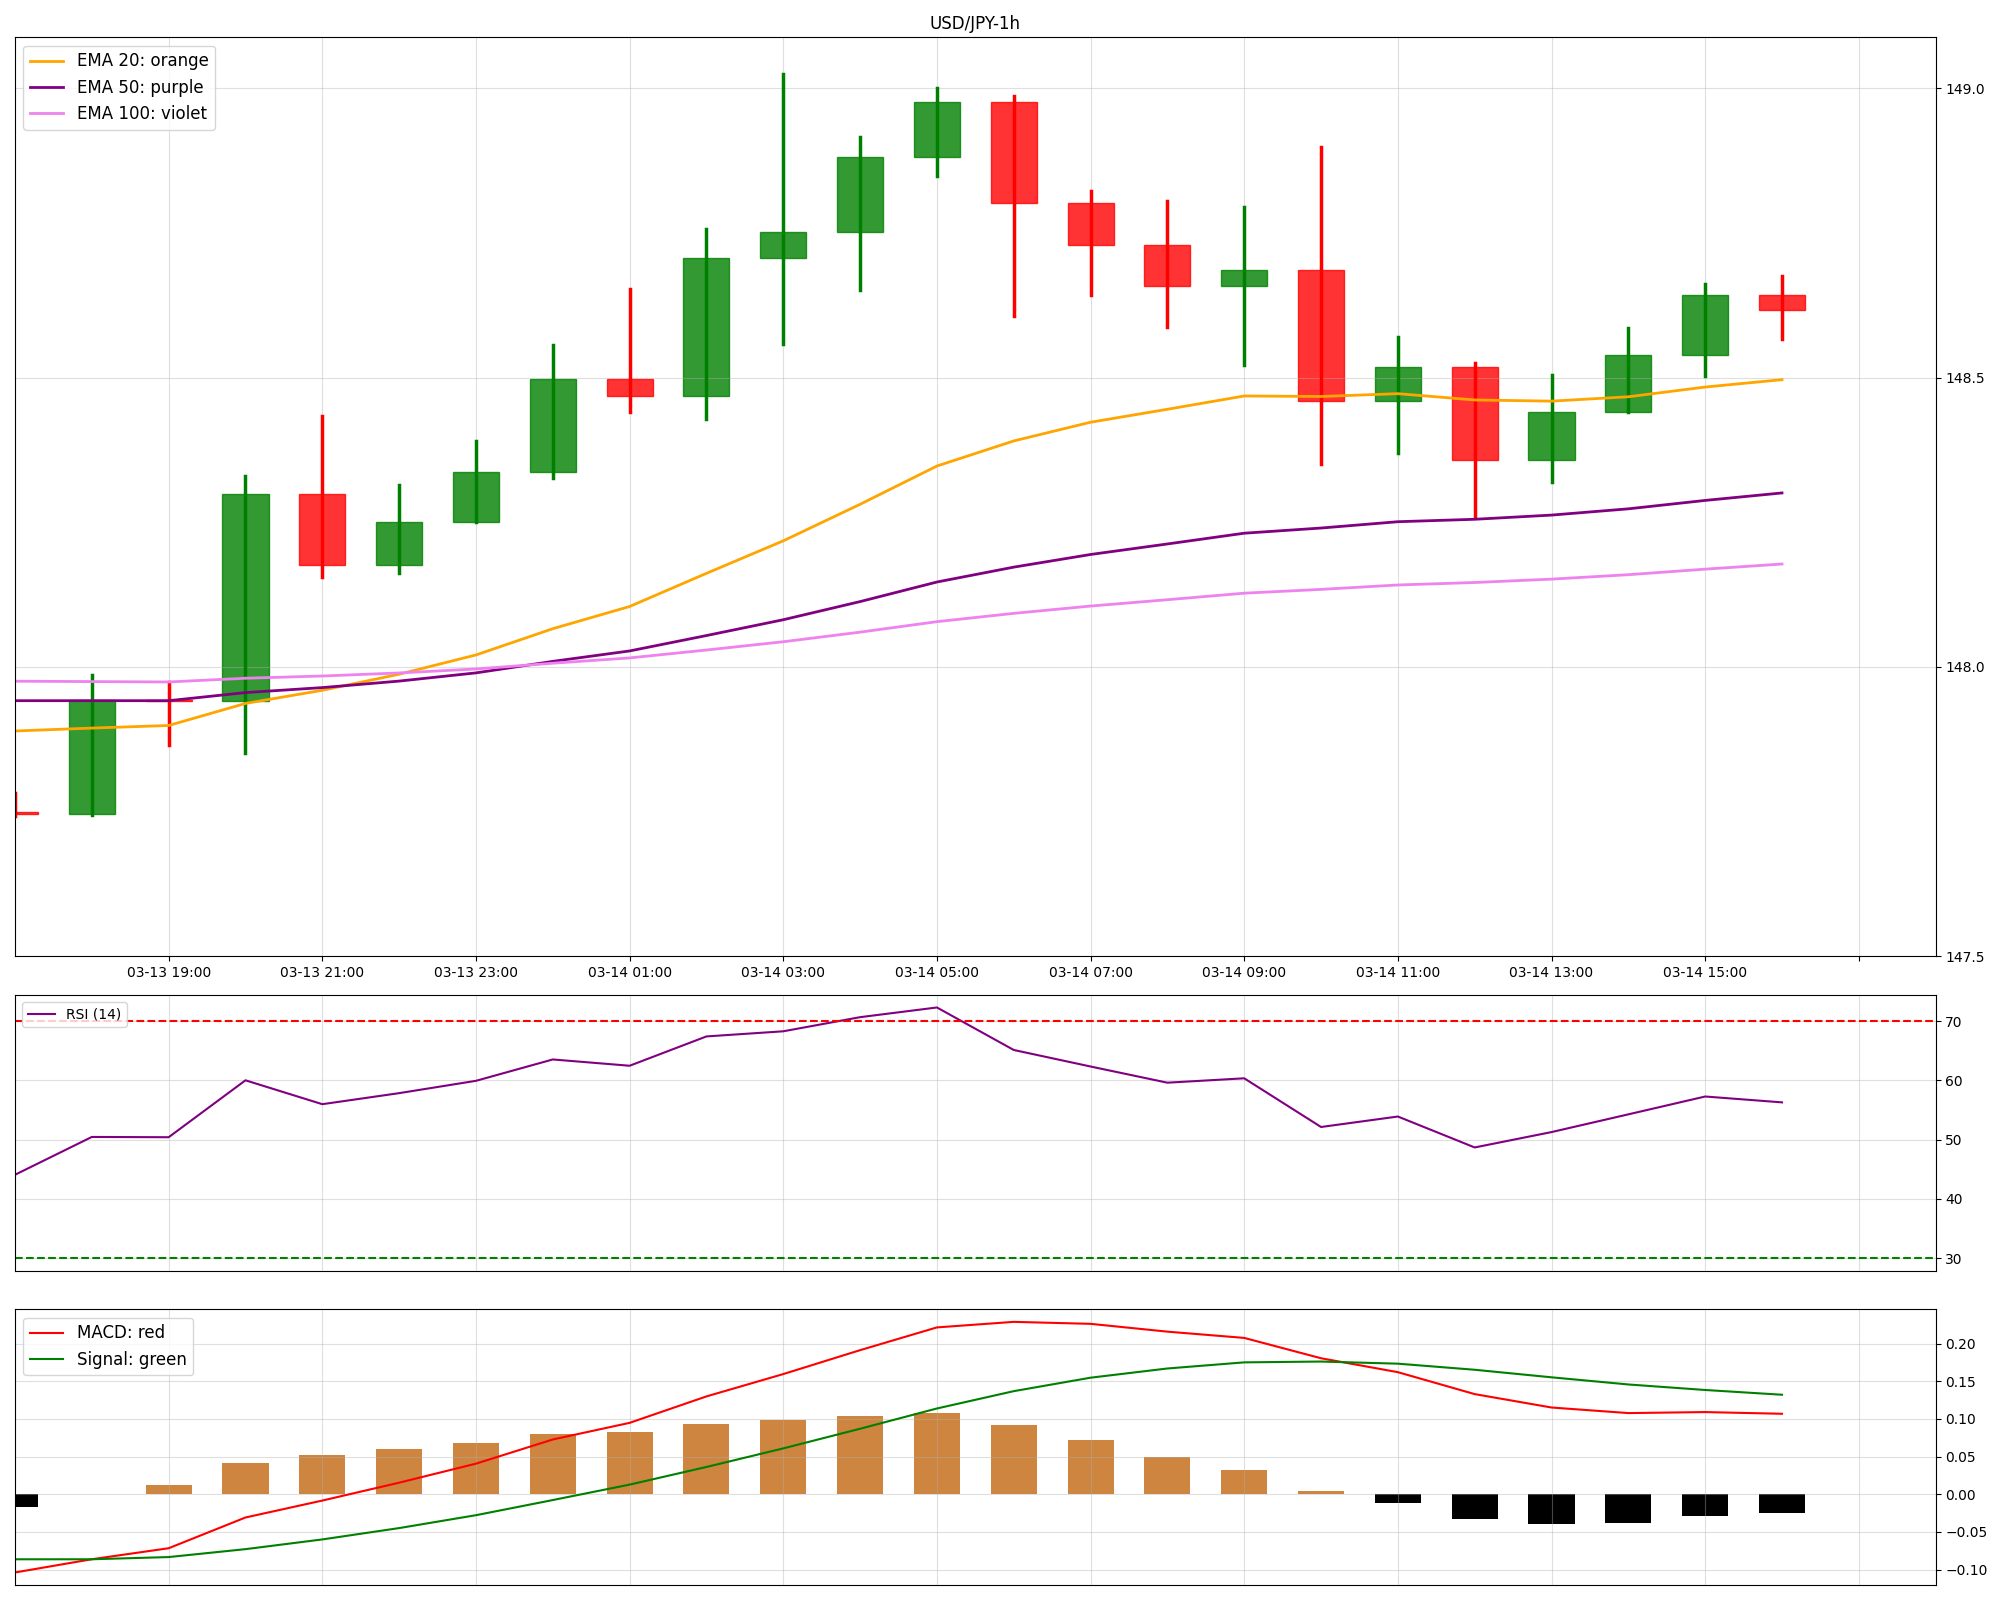 USD/JPY-1h
EMA 20: orange
EMA 50: purple
EMA 100: violet
149.0
148.5
148.0
147.5
03-13 19:00 03-13 21:00 03-13 23:00 03-14 01:00 03-14 03:00 03-14 05:00 03-14 07:00 03-14 09:00 03-14 11:00 03-14 13:00 03-14 15:00
RSI (14)
70
60
50
40
30
MACD: red
Signal: green
0.20
0.15
0.10
0.05
0.00
−0.05
−0.10